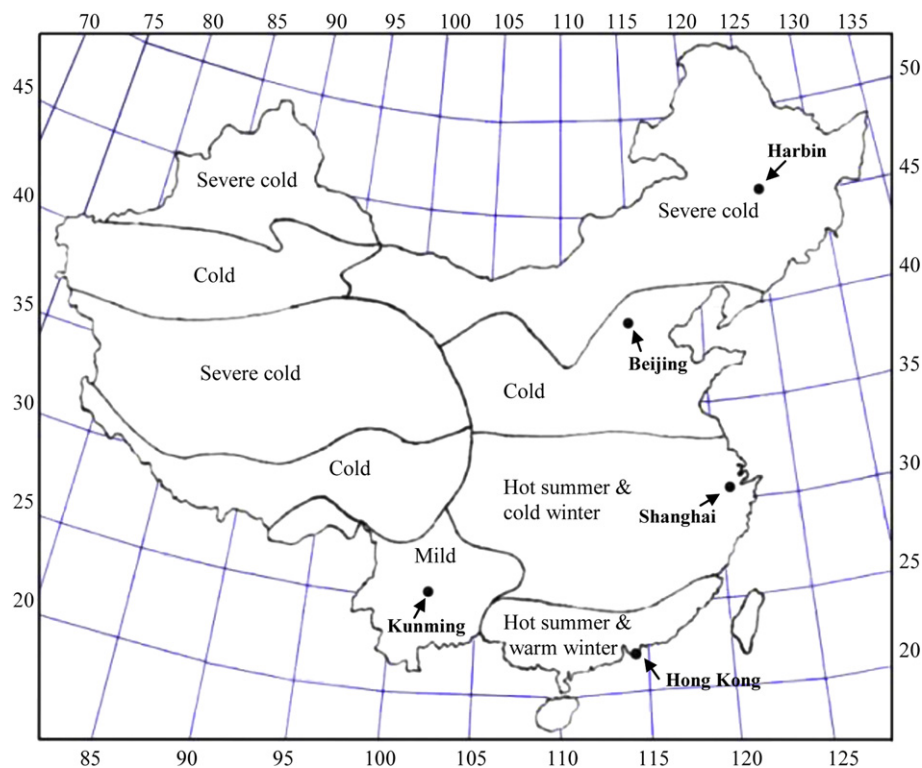 70 75 80 85 90 95 100 105 110 115 120 125 130 135
45
50
40
45
35
40
30
35
25
30
20
25
20
Harbin
Severe cold
Severe cold
Cold
Beijing
Severe cold
Cold
Cold
Hot summer &
cold winter
Shanghai
Mild
Kunming
Hot summer &
warm winter
Hong Kong
85 90 95 100 105 110 115 120 125